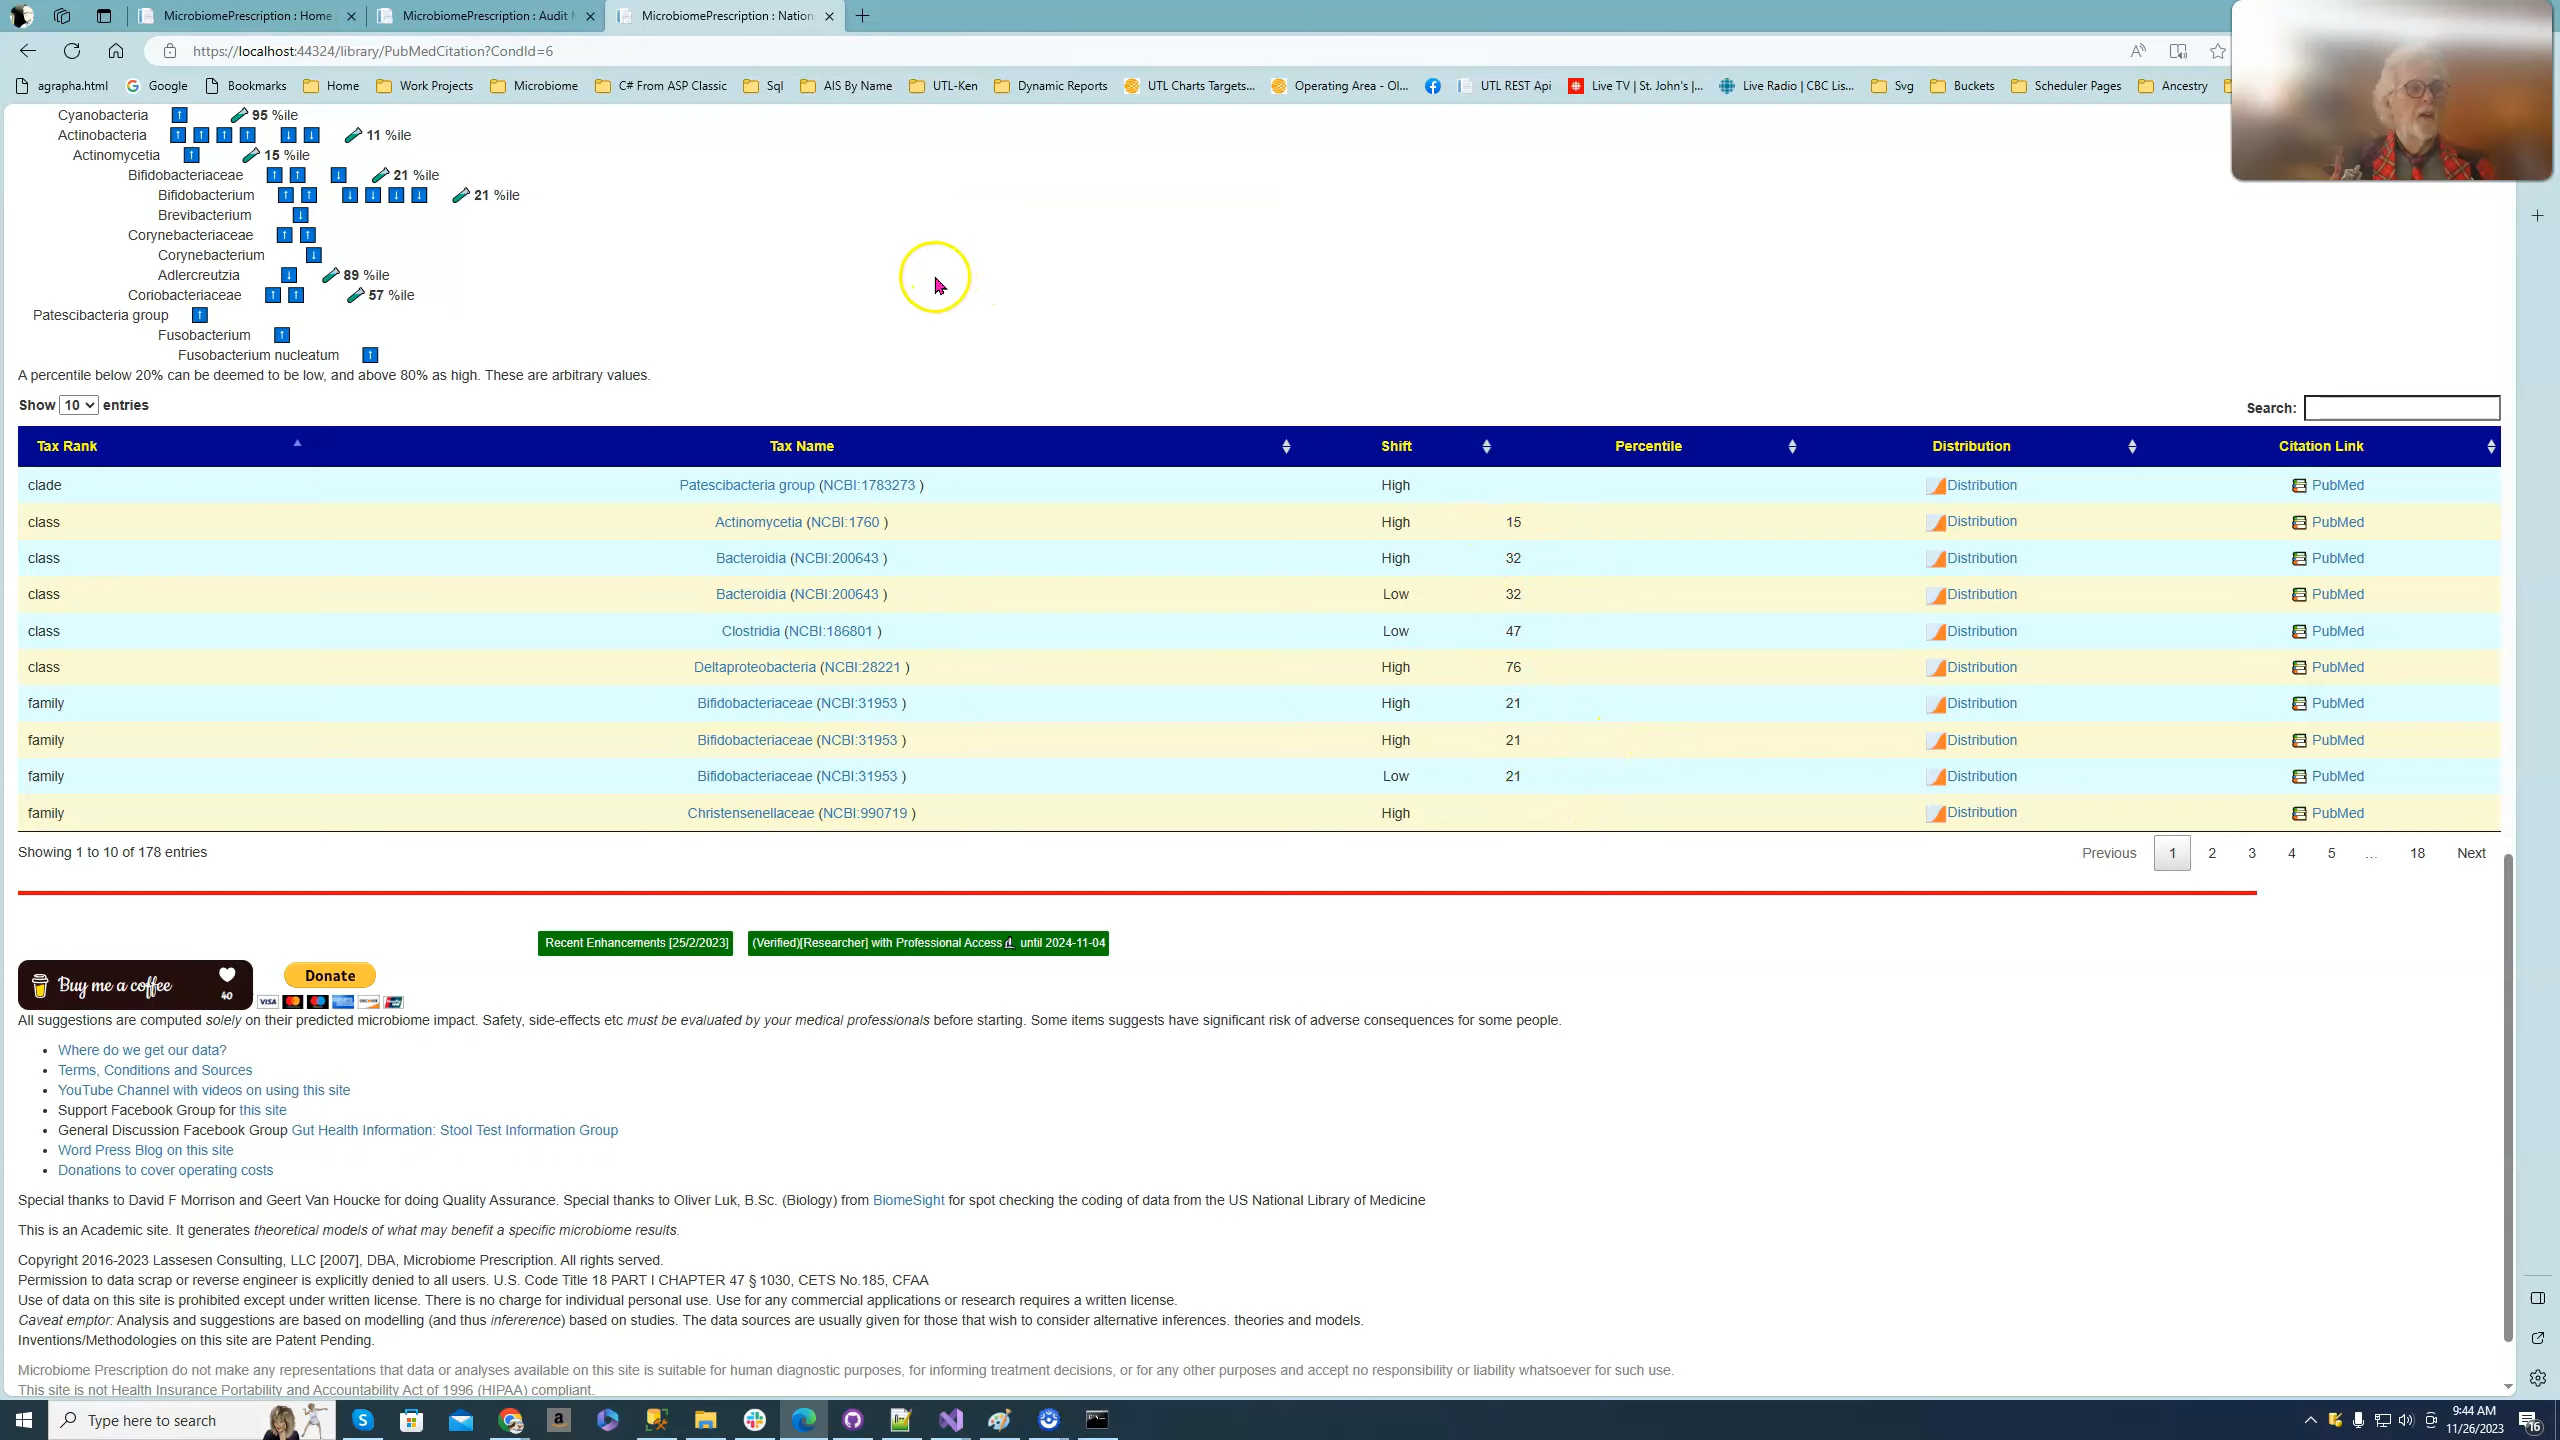 MicrobiomePrescription : Home
MicrobiomePrescription : Audit
MicrobiomePrescription : Nation
https://localhost:44324/library/PubMedCitation?CondId=6
agrapha.html Google Bookmarks Home Work Projects Microbiome C# From ASP Classic Sql AIS By Name UTL-Ken Dynamic Reports UTL Charts Targets... Operating Area - Ol... UTL REST Api Live TV | St. John's |... Live Radio | CBC Lis... Svg Buckets Scheduler Pages Ancestry
Cyanobacteria ↑ 95 %ile
Actinobacteria ↑ ↑ ↑ ↑ ↓ ↓ 11 %ile
Actinomycetia ↑ 15 %ile
Bifidobacteriaceae ↑ ↑ ↓ 21 %ile
Bifidobacterium ↑ ↑ ↓ ↓ ↓ ↓ 21 %ile
Brevibacterium ↓
Corynebacteriaceae ↑ ↑
Corynebacterium ↓
Adlercreutzia ↓ 89 %ile
Coriobacteriaceae ↑ ↑ 57 %ile
Patescibacteria group ↑
Fusobacterium ↑
Fusobacterium nucleatum ↑
A percentile below 20% can be deemed to be low, and above 80% as high. These are arbitrary values.
Show 10 entries Search:
Tax Rank Tax Name Shift Percentile Distribution Citation Link
clade Patescibacteria group (NCBI:1783273 ) High Distribution PubMed
class Actinomycetia (NCBI:1760 ) High 15 Distribution PubMed
class Bacteroidia (NCBI:200643 ) High 32 Distribution PubMed
class Bacteroidia (NCBI:200643 ) Low 32 Distribution PubMed
class Clostridia (NCBI:186801 ) Low 47 Distribution PubMed
class Deltaproteobacteria (NCBI:28221 ) High 76 Distribution PubMed
family Bifidobacteriaceae (NCBI:31953 ) High 21 Distribution PubMed
family Bifidobacteriaceae (NCBI:31953 ) High 21 Distribution PubMed
family Bifidobacteriaceae (NCBI:31953 ) Low 21 Distribution PubMed
family Christensenellaceae (NCBI:990719 ) High Distribution PubMed
Showing 1 to 10 of 178 entries Previous 1 2 3 4 5 … 18 Next
Recent Enhancements [25/2/2023] (Verified)[Researcher] with Professional Access until 2024-11-04
Buy me a coffee 40 Donate
VISA
All suggestions are computed solely on their predicted microbiome impact. Safety, side-effects etc must be evaluated by your medical professionals before starting. Some items suggests have significant risk of adverse consequences for some people.
• Where do we get our data?
• Terms, Conditions and Sources
• YouTube Channel with videos on using this site
• Support Facebook Group for this site
• General Discussion Facebook Group Gut Health Information: Stool Test Information Group
• Word Press Blog on this site
• Donations to cover operating costs
Special thanks to David F Morrison and Geert Van Houcke for doing Quality Assurance. Special thanks to Oliver Luk, B.Sc. (Biology) from BiomeSight for spot checking the coding of data from the US National Library of Medicine
This is an Academic site. It generates theoretical models of what may benefit a specific microbiome results.
Copyright 2016-2023 Lassesen Consulting, LLC [2007], DBA, Microbiome Prescription. All rights served.
Permission to data scrap or reverse engineer is explicitly denied to all users. U.S. Code Title 18 PART I CHAPTER 47 § 1030, CETS No.185, CFAA
Use of data on this site is prohibited except under written license. There is no charge for individual personal use. Use for any commercial applications or research requires a written license.
Caveat emptor: Analysis and suggestions are based on modelling (and thus infererence) based on studies. The data sources are usually given for those that wish to consider alternative inferences. theories and models.
Inventions/Methodologies on this site are Patent Pending.
Microbiome Prescription do not make any representations that data or analyses available on this site is suitable for human diagnostic purposes, for informing treatment decisions, or for any other purposes and accept no responsibility or liability whatsoever for such use.
This site is not Health Insurance Portability and Accountability Act of 1996 (HIPAA) compliant.
Type here to search
9:44 AM
11/26/2023
16